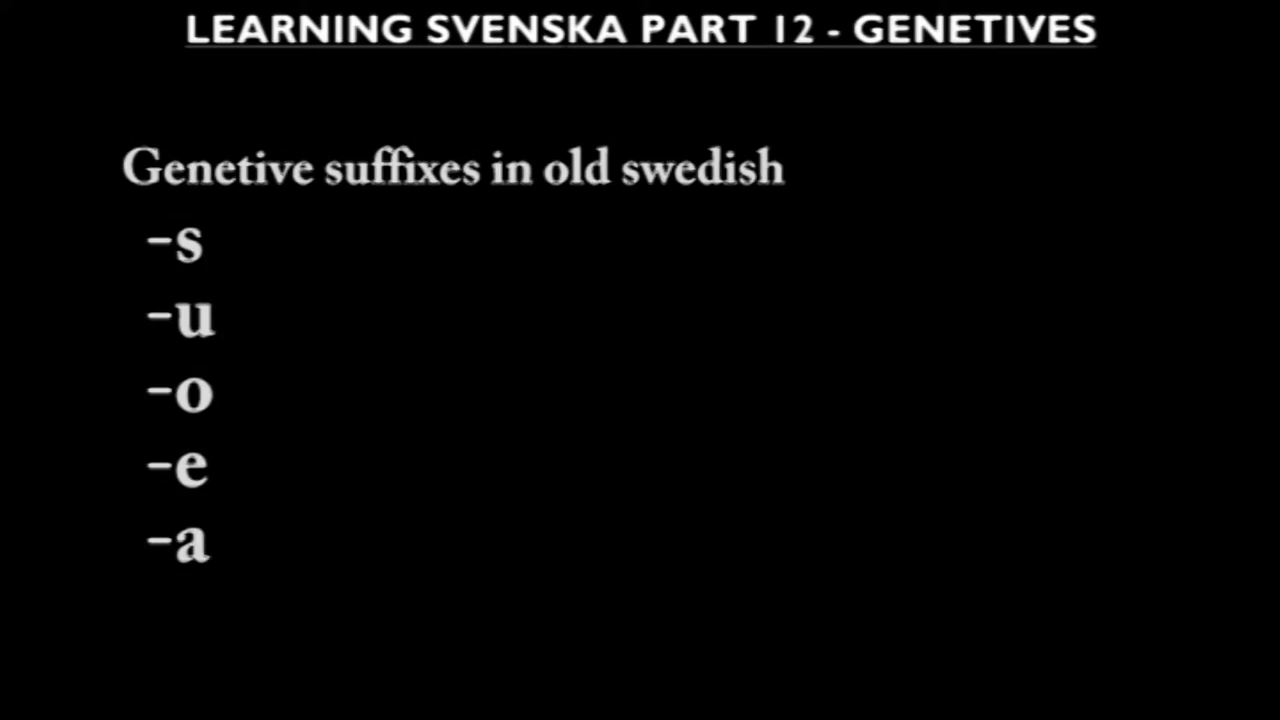 LEARNING SVENSKA PART 12 - GENETIVES
Genetive suffixes in old swedish
-s
-u
-o
-e
-a